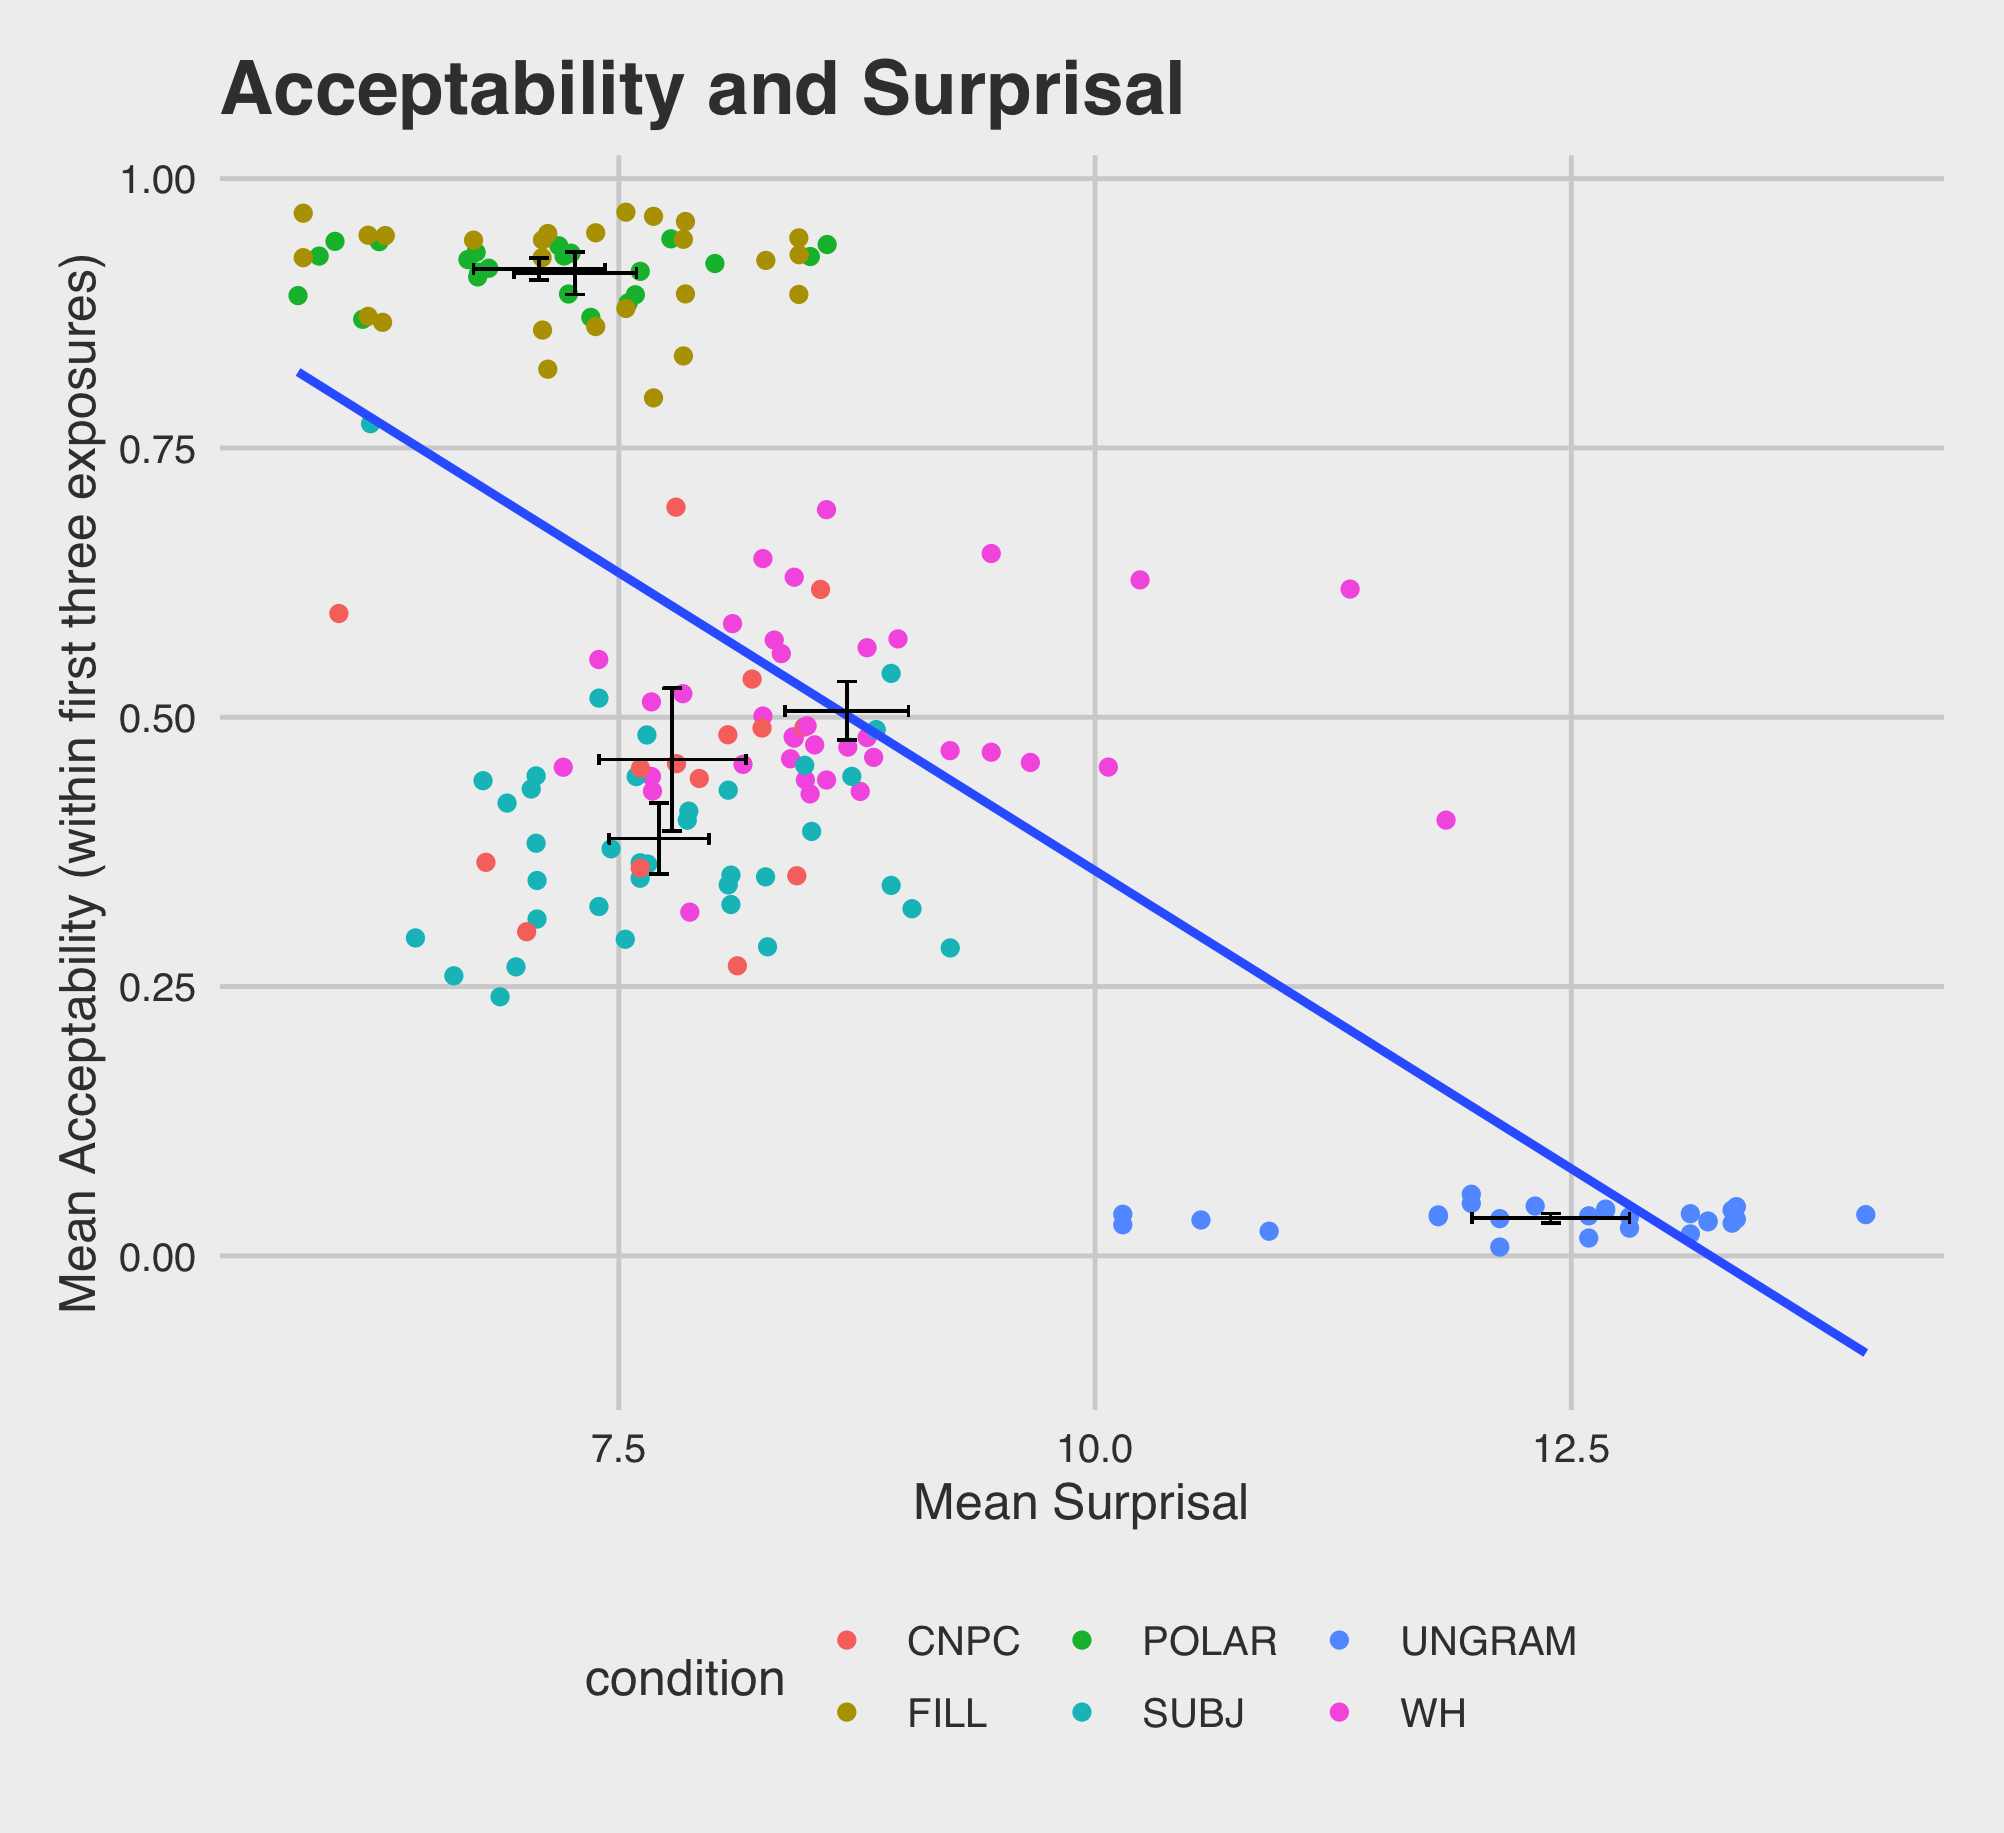 Acceptability and Surprisal
Mean Acceptability (within first three exposures)
1.00
0.75
0.50
0.25
0.00
7.5 10.0 12.5
Mean Surprisal
condition
CNPC POLAR UNGRAM
FILL SUBJ WH